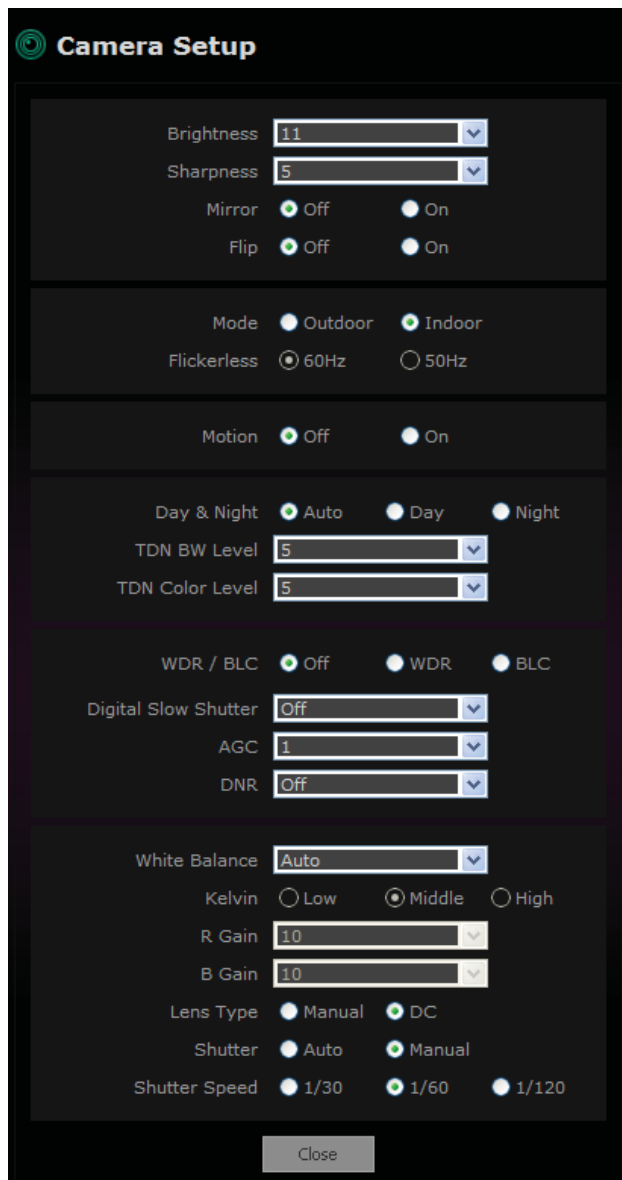 Camera Setup
Brightness 11
Sharpness 5
Mirror Off On
Flip Off On
Mode Outdoor Indoor
Flickerless 60Hz 50Hz
Motion Off On
Day & Night Auto Day Night
TDN BW Level 5
TDN Color Level 5
WDR / BLC Off WDR BLC
Digital Slow Shutter Off
AGC 1
DNR Off
White Balance Auto
Kelvin Low Middle High
R Gain 10
B Gain 10
Lens Type Manual DC
Shutter Auto Manual
Shutter Speed 1/30 1/60 1/120
Close